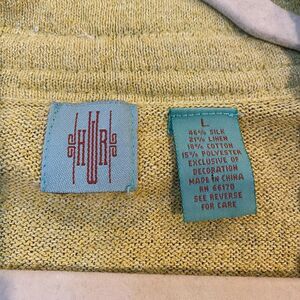 HR
L
46% SILK
21% LINEN
18% COTTON
15% POLYESTER
EXCLUSIVE OF
DECORATION
MADE IN CHINA
RN 66170
SEE REVERSE
FOR CARE